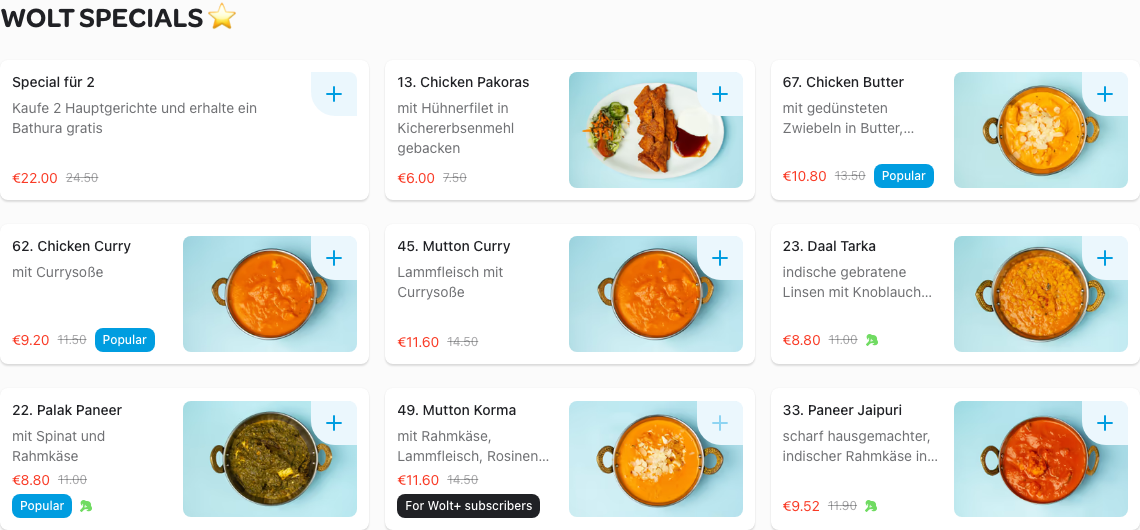 WOLT SPECIALS ⭐
Special für 2
Kaufe 2 Hauptgerichte und erhalte ein
Bathura gratis
€22.00 24.50
13. Chicken Pakoras
mit Hühnerfilet in
Kichererbsenmehl
gebacken
€6.00 7.50
67. Chicken Butter
mit gedünsteten
Zwiebeln in Butter,...
€10.80 13.50 Popular
62. Chicken Curry
mit Currysoße
€9.20 11.50 Popular
45. Mutton Curry
Lammfleisch mit
Currysoße
€11.60 14.50
23. Daal Tarka
indische gebratene
Linsen mit Knoblauch...
€8.80 11.00
22. Palak Paneer
mit Spinat und
Rahmkäse
€8.80 11.00
Popular
49. Mutton Korma
mit Rahmkäse,
Lammfleisch, Rosinen...
€11.60 14.50
For Wolt+ subscribers
33. Paneer Jaipuri
scharf hausgemachter,
indischer Rahmkäse in...
€9.52 11.90